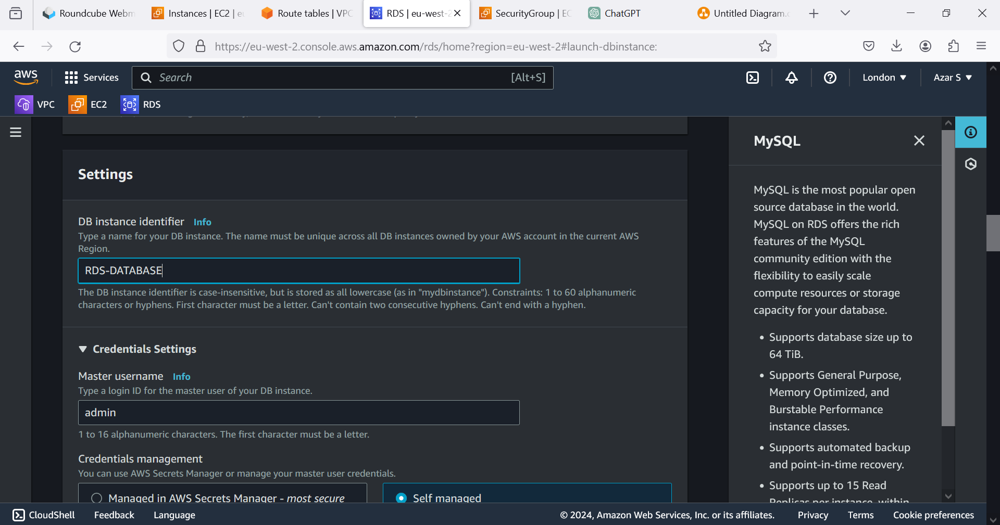 Roundcube Webm
Instances | EC2 | eu
Route tables | VPC
RDS | eu-west-2
SecurityGroup | EC
ChatGPT
Untitled Diagram.
https://eu-west-2.console.aws.amazon.com/rds/home?region=eu-west-2#launch-dbinstance:
aws
Services
Search
[Alt+S]
London
Azar S
VPC
EC2
RDS
Settings
DB instance identifier Info
Type a name for your DB instance. The name must be unique across all DB instances owned by your AWS account in the current AWS
Region.
RDS-DATABASE
The DB instance identifier is case-insensitive, but is stored as all lowercase (as in "mydbinstance"). Constraints: 1 to 60 alphanumeric
characters or hyphens. First character must be a letter. Can't contain two consecutive hyphens. Can't end with a hyphen.
Credentials Settings
Master username Info
Type a login ID for the master user of your DB instance.
admin
1 to 16 alphanumeric characters. The first character must be a letter.
Credentials management
You can use AWS Secrets Manager or manage your master user credentials.
Managed in AWS Secrets Manager - most secure
Self managed
MySQL
MySQL is the most popular open
source database in the world.
MySQL on RDS offers the rich
features of the MySQL
community edition with the
flexibility to easily scale
compute resources or storage
capacity for your database.
• Supports database size up to
64 TiB.
• Supports General Purpose,
Memory Optimized, and
Burstable Performance
instance classes.
• Supports automated backup
and point-in-time recovery.
• Supports up to 15 Read
Replicas per instance, within
CloudShell
Feedback
Language
© 2024, Amazon Web Services, Inc. or its affiliates.
Privacy
Terms
Cookie preferences